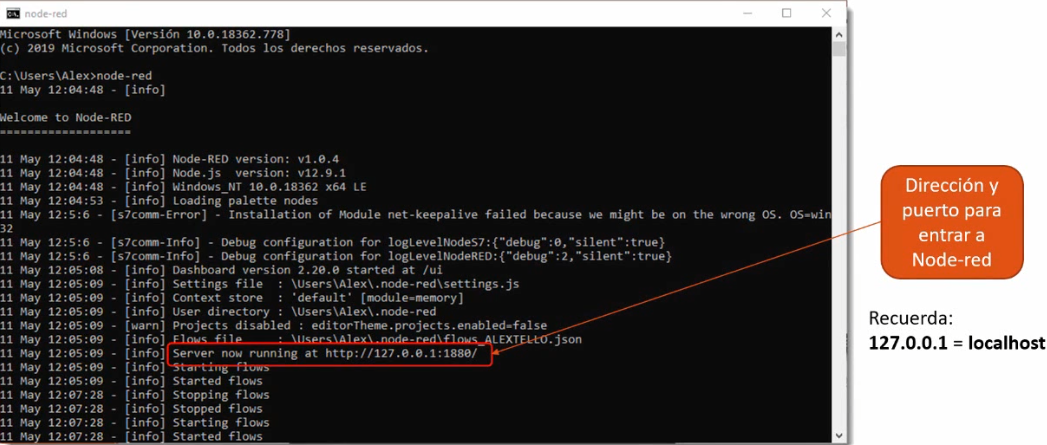 node-red
Microsoft Windows [Versión 10.0.18362.778]
(c) 2019 Microsoft Corporation. Todos los derechos reservados.
C:\Users\Alex>node-red
11 May 12:04:48 - [info]
Welcome to Node-RED
===================
11 May 12:04:48 - [info] Node-RED version: v1.0.4
11 May 12:04:48 - [info] Node.js  version: v12.9.1
11 May 12:04:48 - [info] Windows_NT 10.0.18362 x64 LE
11 May 12:04:53 - [info] Loading palette nodes
11 May 12:5:6 - [s7comm-Error] - Installation of Module net-keepalive failed because we might be on the wrong OS. OS=win
32
11 May 12:5:6 - [s7comm-Info] - Debug configuration for logLevelNodeS7:{"debug":0,"silent":true}
11 May 12:5:6 - [s7comm-Info] - Debug configuration for logLevelNodeRED:{"debug":2,"silent":true}
11 May 12:05:08 - [info] Dashboard version 2.20.0 started at /ui
11 May 12:05:09 - [info] Settings file  : \Users\Alex\.node-red\settings.js
11 May 12:05:09 - [info] Context store  : 'default' [module=memory]
11 May 12:05:09 - [info] User directory : \Users\Alex\.node-red
11 May 12:05:09 - [warn] Projects disabled : editorTheme.projects.enabled=false
11 May 12:05:09 - [info] Flows file     : \Users\Alex\.node-red\flows_ALEXTELLO.json
11 May 12:05:09 - [info] Server now running at http://127.0.0.1:1880/
11 May 12:05:09 - [info] Starting flows
11 May 12:05:09 - [info] Started flows
11 May 12:07:28 - [info] Stopping flows
11 May 12:07:28 - [info] Stopped flows
11 May 12:07:28 - [info] Starting flows
11 May 12:07:28 - [info] Started flows
Dirección y
puerto para
entrar a
Node-red
Recuerda:
127.0.0.1 = localhost